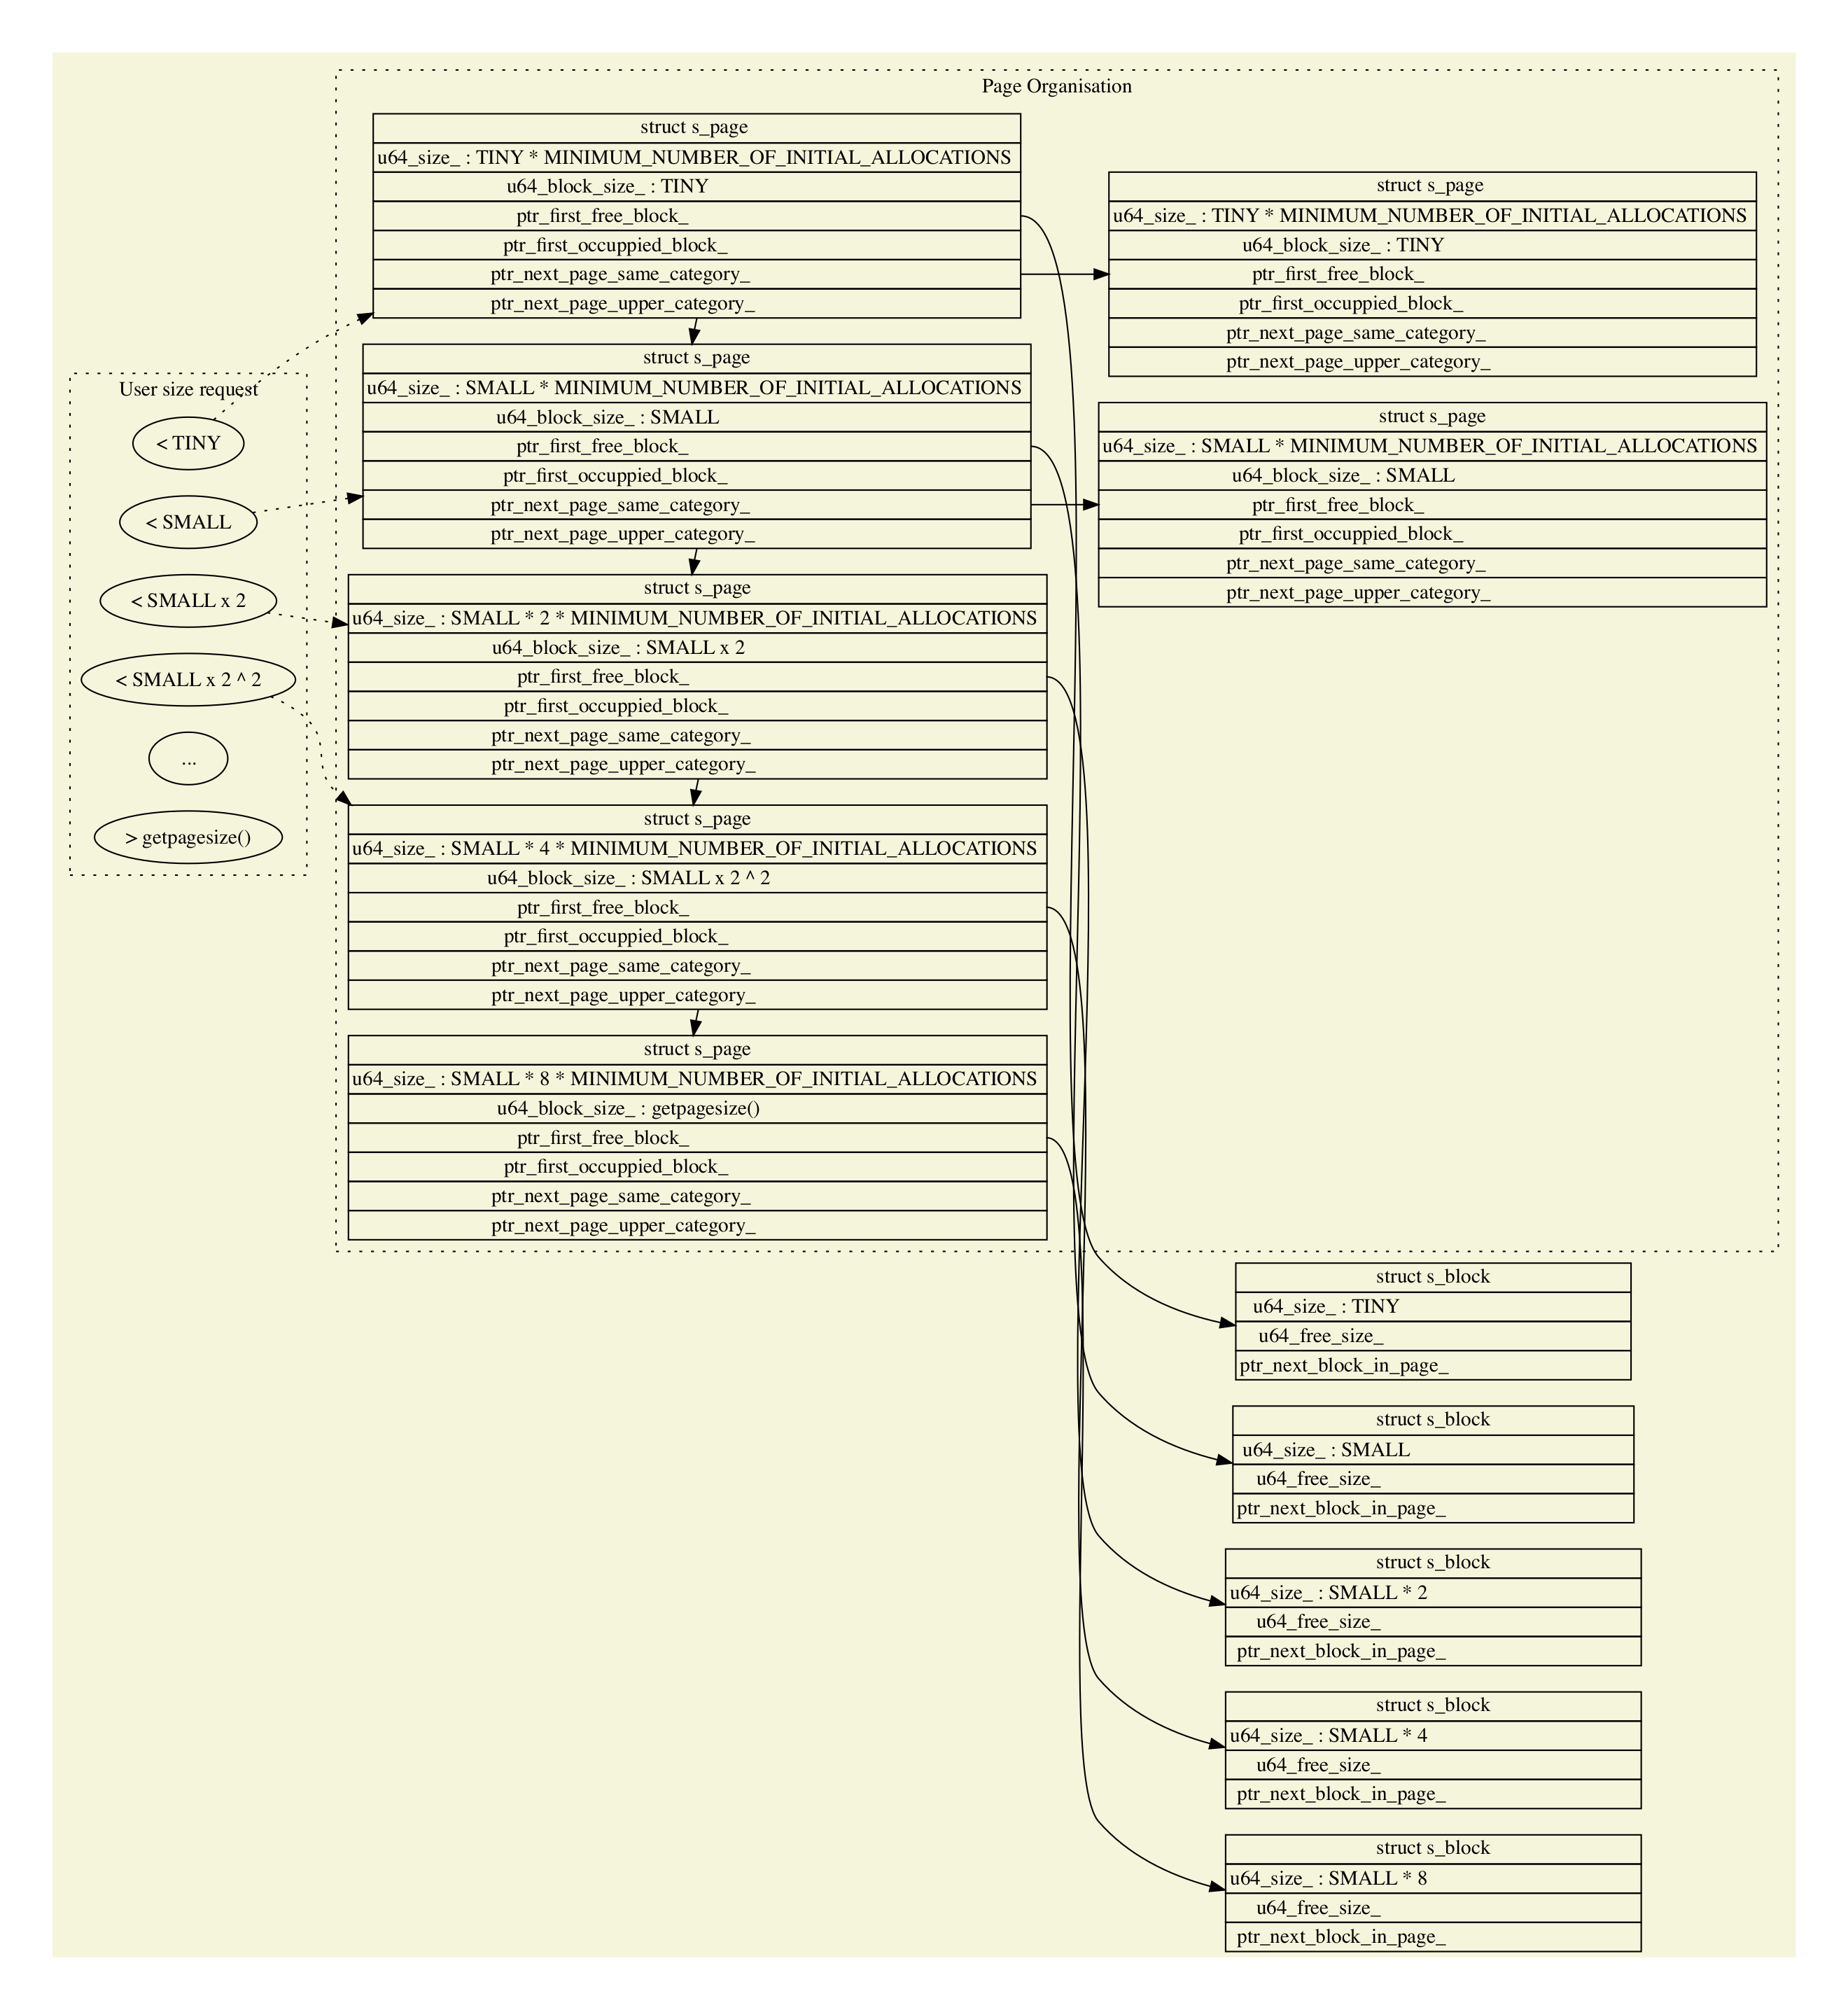 Page Organisation
struct s_page
u64_size_ : TINY * MINIMUM_NUMBER_OF_INITIAL_ALLOCATIONS
u64_block_size_ : TINY
ptr_first_free_block_
ptr_first_occuppied_block_
ptr_next_page_same_category_
ptr_next_page_upper_category_
struct s_page
u64_size_ : TINY * MINIMUM_NUMBER_OF_INITIAL_ALLOCATIONS
u64_block_size_ : TINY
ptr_first_free_block_
ptr_first_occuppied_block_
ptr_next_page_same_category_
ptr_next_page_upper_category_
User size request
< TINY
< SMALL
< SMALL x 2
< SMALL x 2 ^ 2
...
> getpagesize()
struct s_page
u64_size_ : SMALL * MINIMUM_NUMBER_OF_INITIAL_ALLOCATIONS
u64_block_size_ : SMALL
ptr_first_free_block_
ptr_first_occuppied_block_
ptr_next_page_same_category_
ptr_next_page_upper_category_
struct s_page
u64_size_ : SMALL * MINIMUM_NUMBER_OF_INITIAL_ALLOCATIONS
u64_block_size_ : SMALL
ptr_first_free_block_
ptr_first_occuppied_block_
ptr_next_page_same_category_
ptr_next_page_upper_category_
struct s_page
u64_size_ : SMALL * 2 * MINIMUM_NUMBER_OF_INITIAL_ALLOCATIONS
u64_block_size_ : SMALL x 2
ptr_first_free_block_
ptr_first_occuppied_block_
ptr_next_page_same_category_
ptr_next_page_upper_category_
struct s_page
u64_size_ : SMALL * 4 * MINIMUM_NUMBER_OF_INITIAL_ALLOCATIONS
u64_block_size_ : SMALL x 2 ^ 2
ptr_first_free_block_
ptr_first_occuppied_block_
ptr_next_page_same_category_
ptr_next_page_upper_category_
struct s_page
u64_size_ : SMALL * 8 * MINIMUM_NUMBER_OF_INITIAL_ALLOCATIONS
u64_block_size_ : getpagesize()
ptr_first_free_block_
ptr_first_occuppied_block_
ptr_next_page_same_category_
ptr_next_page_upper_category_
struct s_block
u64_size_ : TINY
u64_free_size_
ptr_next_block_in_page_
struct s_block
u64_size_ : SMALL
u64_free_size_
ptr_next_block_in_page_
struct s_block
u64_size_ : SMALL * 2
u64_free_size_
ptr_next_block_in_page_
struct s_block
u64_size_ : SMALL * 4
u64_free_size_
ptr_next_block_in_page_
struct s_block
u64_size_ : SMALL * 8
u64_free_size_
ptr_next_block_in_page_